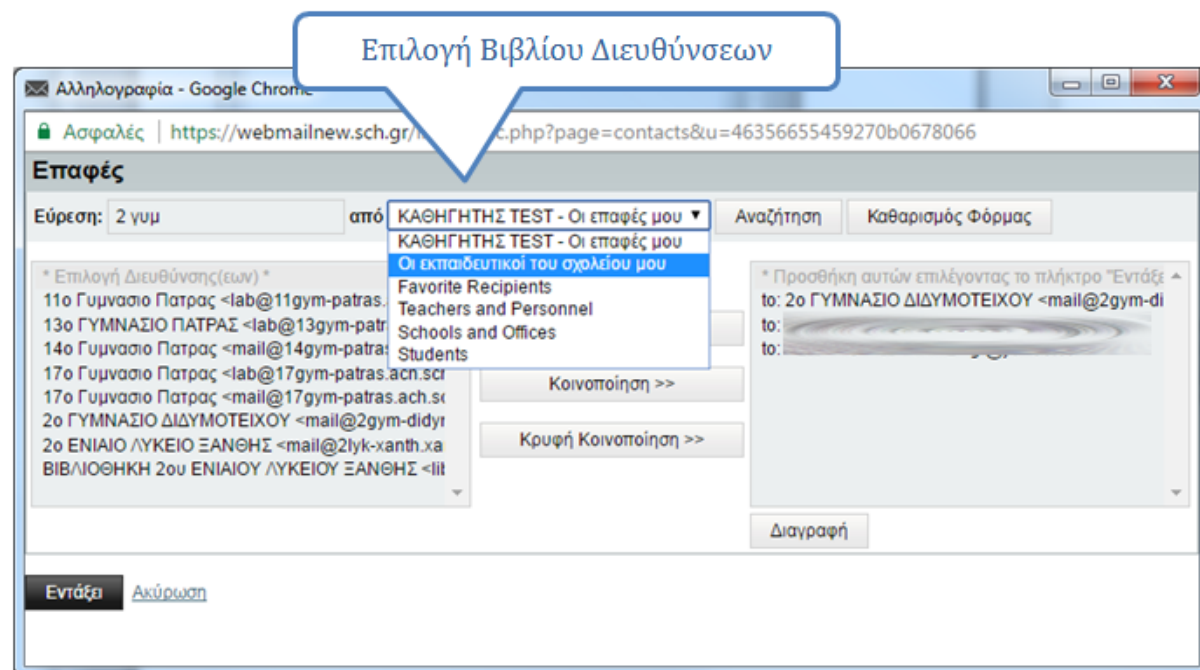 Επιλογή Βιβλίου Διευθύνσεων
Αλληλογραφία - Google Chrome
Ασφαλές | https://webmailnew.sch.gr/ c.php?page=contacts&u=46356655459270b0678066
Επαφές
Εύρεση: 2 γυμ από ΚΑΘΗΓΗΤΗΣ TEST - Οι επαφές μου Αναζήτηση Καθαρισμός Φόρμας
ΚΑΘΗΓΗΤΗΣ TEST - Οι επαφές μου
Οι εκπαιδευτικοί του σχολείου μου
Favorite Recipients
Teachers and Personnel
Schools and Offices
Students
* Επιλογή Διευθύνσης(εων) *
11ο Γυμνασιο Πατρας <lab@11gym-patras.
13ο ΓΥΜΝΑΣΙΟ ΠΑΤΡΑΣ <lab@13gym-patr
14ο Γυμνασιο Πατρας <mail@14gym-patras
17ο Γυμνασιο Πατρας <lab@17gym-patras.ach.sch
17ο Γυμνασιο Πατρας <mail@17gym-patras.ach.sc
2ο ΓΥΜΝΑΣΙΟ ΔΙΔΥΜΟΤΕΙΧΟΥ <mail@2gym-didyr
2ο ΕΝΙΑΙΟ ΛΥΚΕΙΟ ΞΑΝΘΗΣ <mail@2lyk-xanth.xa
ΒΙΒΛΙΟΘΗΚΗ 2ου ΕΝΙΑΙΟΥ ΛΥΚΕΙΟΥ ΞΑΝΘΗΣ <lib
Κοινοποίηση >>
Κρυφή Κοινοποίηση >>
* Προσθήκη αυτών επιλέγοντας το πλήκτρο "Εντάξε
to: 2ο ΓΥΜΝΑΣΙΟ ΔΙΔΥΜΟΤΕΙΧΟΥ <mail@2gym-di
to:
to:
Διαγραφή
Εντάξει Ακύρωση